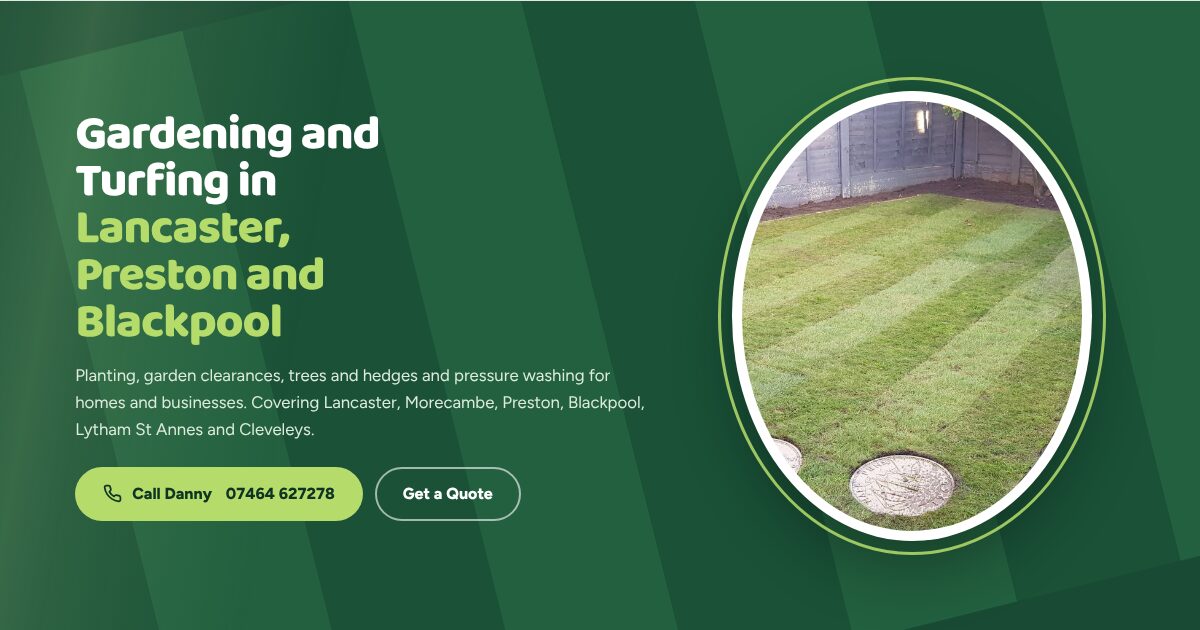 Gardening and
Turfing in
Lancaster,
Preston and
Blackpool
Planting, garden clearances, trees and hedges and pressure washing for
homes and businesses. Covering Lancaster, Morecambe, Preston, Blackpool,
Lytham St Annes and Cleveleys.
Call Danny 07464 627278
Get a Quote